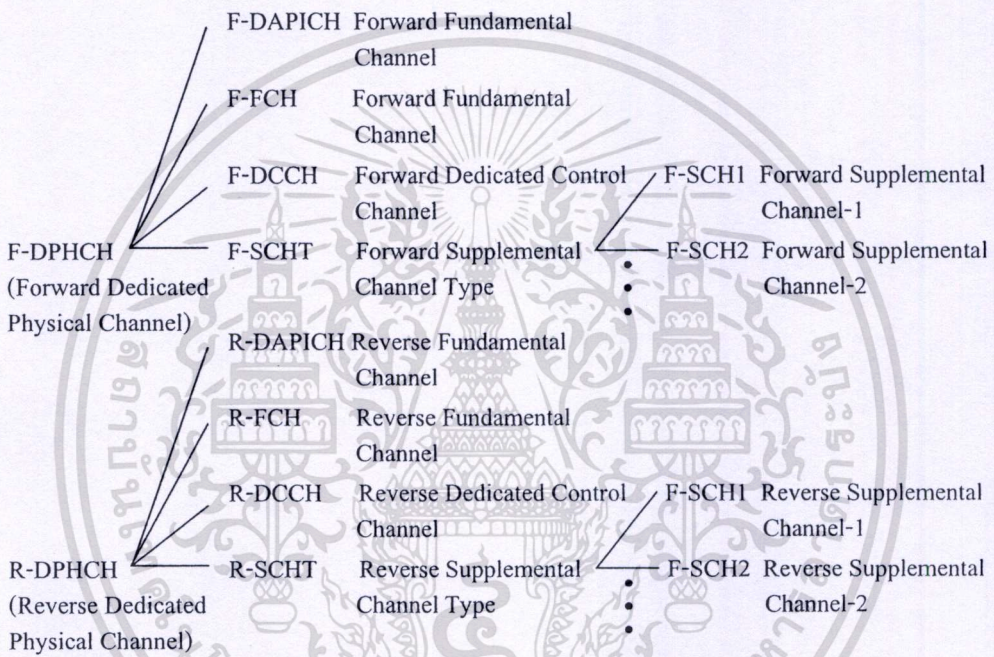 F-DAPICH Forward Fundamental
Channel
F-FCH Forward Fundamental
Channel
F-DCCH Forward Dedicated Control
Channel
F-SCH1 Forward Supplemental
Channel-1
F-DPHCH
(Forward Dedicated
Physical Channel)
F-SCHT Forward Supplemental
Channel Type
F-SCH2 Forward Supplemental
Channel-2
R-DAPICH Reverse Fundamental
Channel
R-FCH Reverse Fundamental
Channel
R-DCCH Reverse Dedicated Control
Channel
F-SCH1 Reverse Supplemental
Channel-1
R-DPHCH
(Reverse Dedicated
Physical Channel)
R-SCHT Reverse Supplemental
Channel Type
F-SCH2 Reverse Supplemental
Channel-2